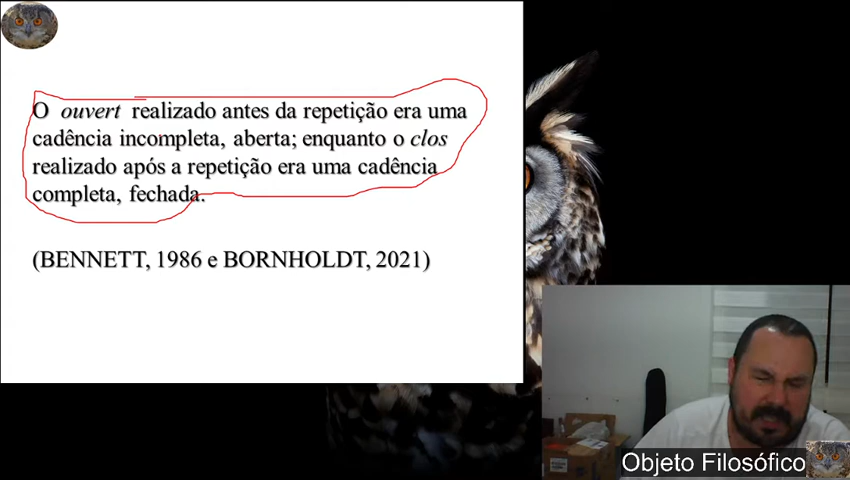 O ouvert realizado antes da repetição era uma
cadência incompleta, aberta; enquanto o clos
realizado após a repetição era uma cadência
completa, fechada.
(BENNETT, 1986 e BORNHOLDT, 2021)
Objeto Filosófico